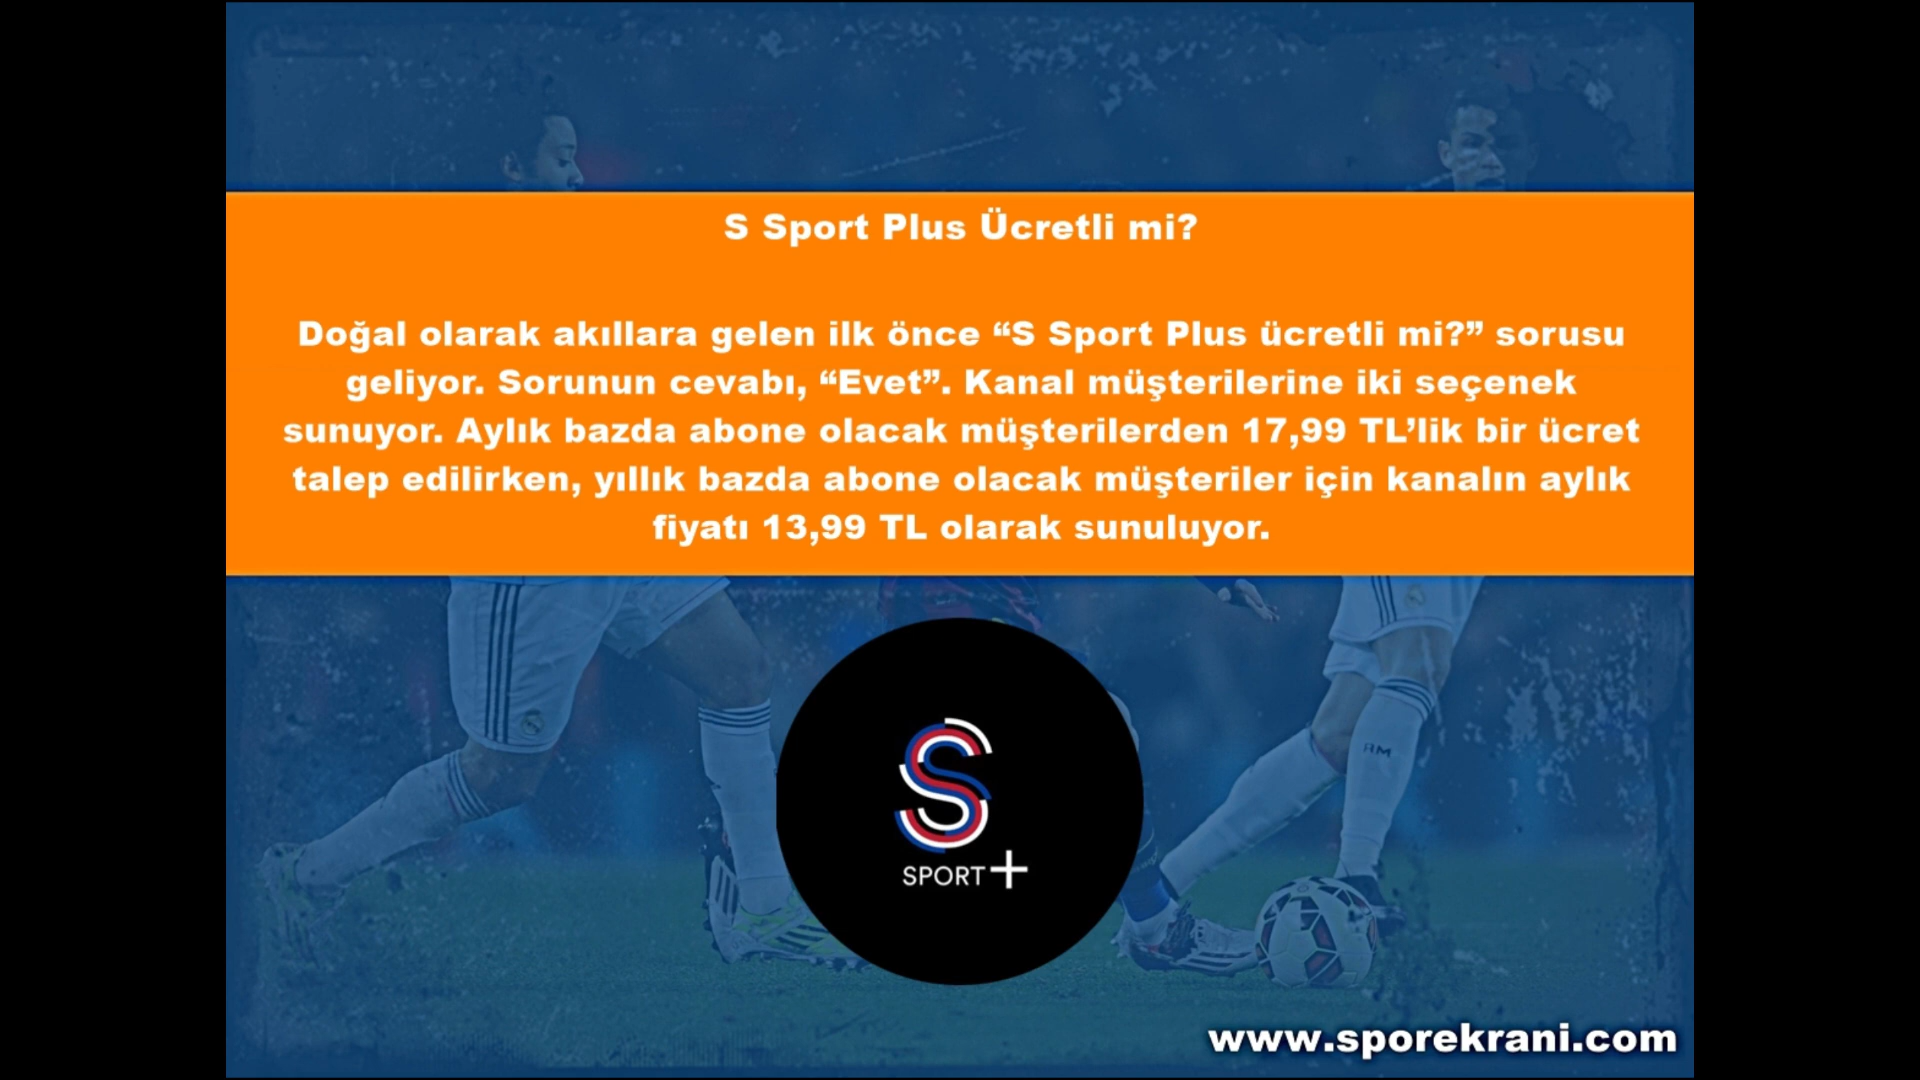 S Sport Plus Ücretli mi?
Doğal olarak akıllara gelen ilk önce “S Sport Plus ücretli mi?” sorusu
geliyor. Sorunun cevabı, “Evet”. Kanal müşterilerine iki seçenek
sunuyor. Aylık bazda abone olacak müşterilerden 17,99 TL’lik bir ücret
talep edilirken, yıllık bazda abone olacak müşteriler için kanalın aylık
fiyatı 13,99 TL olarak sunuluyor.
RM
S
SPORT+
www.sporekrani.com